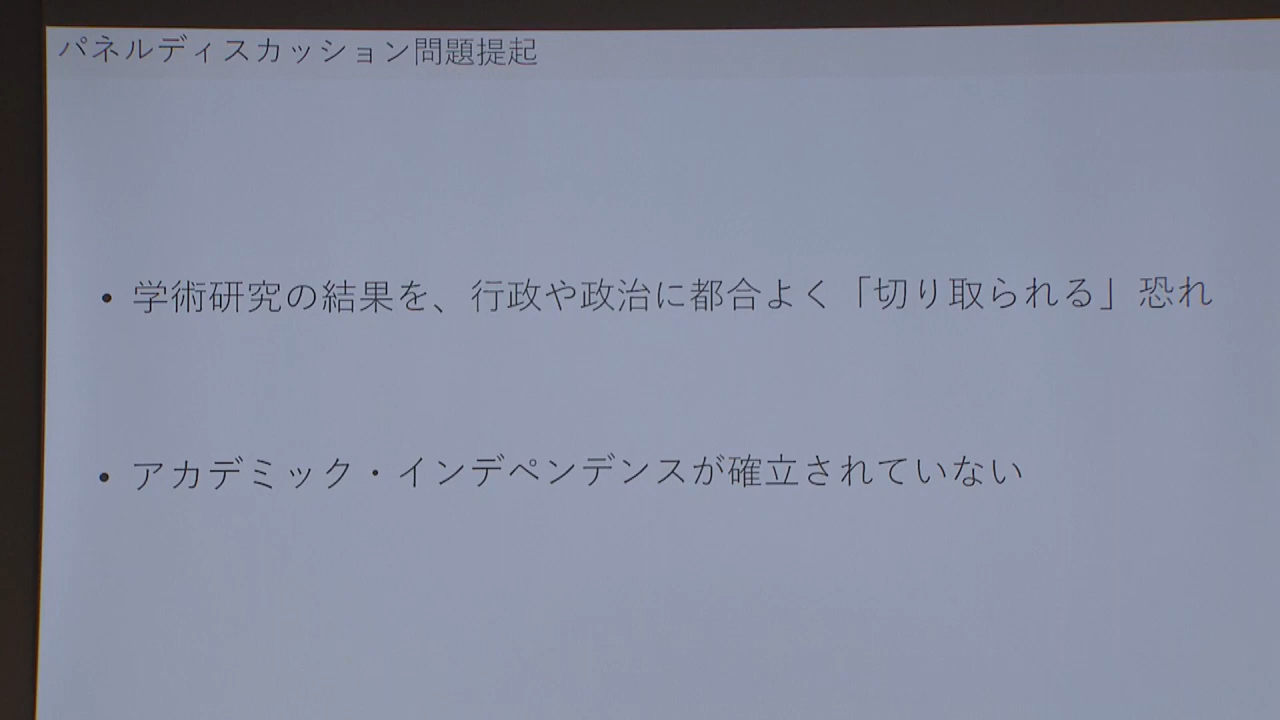 パネルディスカッション問題提起
• 学術研究の結果を、行政や政治に都合よく「切り取られる」恐れ
• アカデミック・インデペンデンスが確立されていない